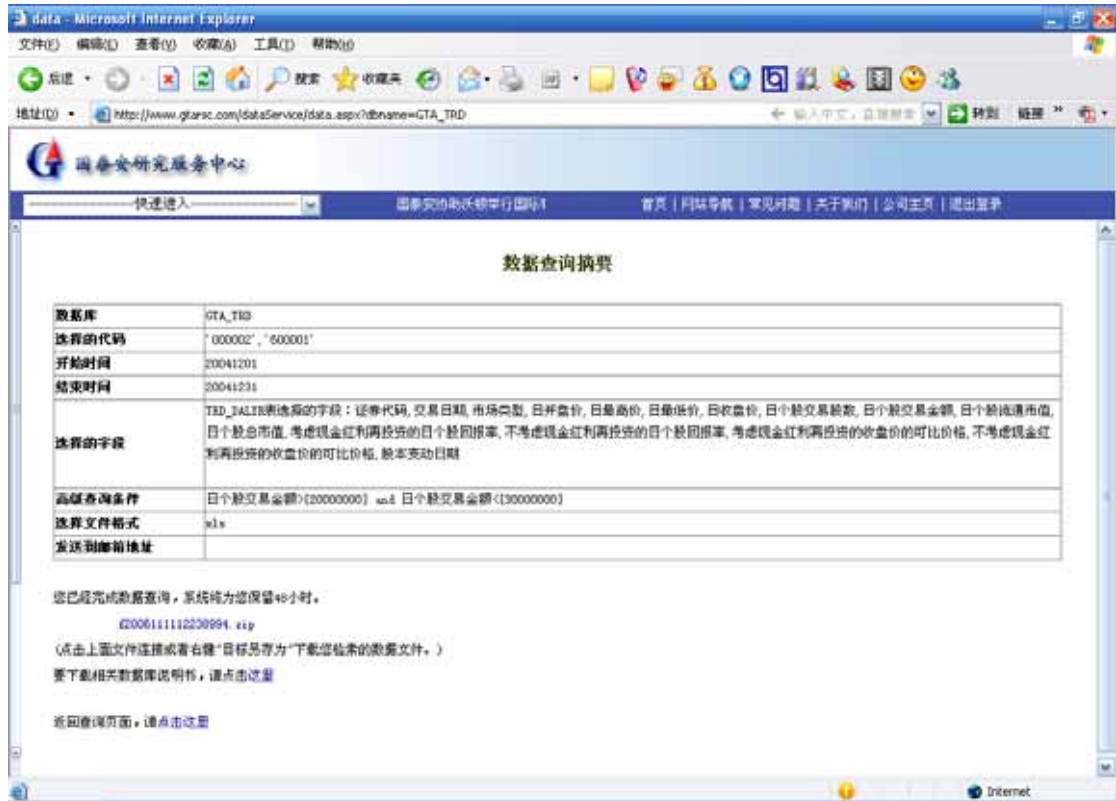 data - Microsoft Internet Explorer
文件(F) 编辑(E) 查看(V) 收藏(A) 工具(T) 帮助(H)
后退 搜索 收藏夹
地址(D) http://www.gtarsc.com/dataService/data.aspx?dbname=GTA_TRD 转到 链接 »
国泰安研究服务中心
快速进入 首页 | 网站导航 | 常见问题 | 关于我们 | 公司主页 | 退出登录
数据查询摘要
数据库 GTA_TRD
选择的代码 '000002','600001'
开始时间 20041201
结束时间 20041231
TRD_DALYR表选择的字段：证券代码, 交易日期, 市场类型, 日开盘价, 日最高价, 日最低价, 日收盘价, 日个股交易股数, 日个股交易金额, 日个股流通市值,
选择的字段 日个股总市值, 考虑现金红利再投资的日个股回报率, 不考虑现金红利再投资的日个股回报率, 考虑现金红利再投资的收盘价的可比价格, 不考虑现金红
利再投资的收盘价的可比价格, 股本变动日期
高级查询条件 日个股交易金额>[20000000] and 日个股交易金额<[30000000]
选择文件格式 xls
发送到邮箱地址
您已经完成数据查询，系统将为您保留48小时。
(点击上面文件连接或者右键"目标另存为"下载您检索的数据文件。)
要下载相关数据库说明书，请点击这里
返回查询页面，请点击这里
Internet